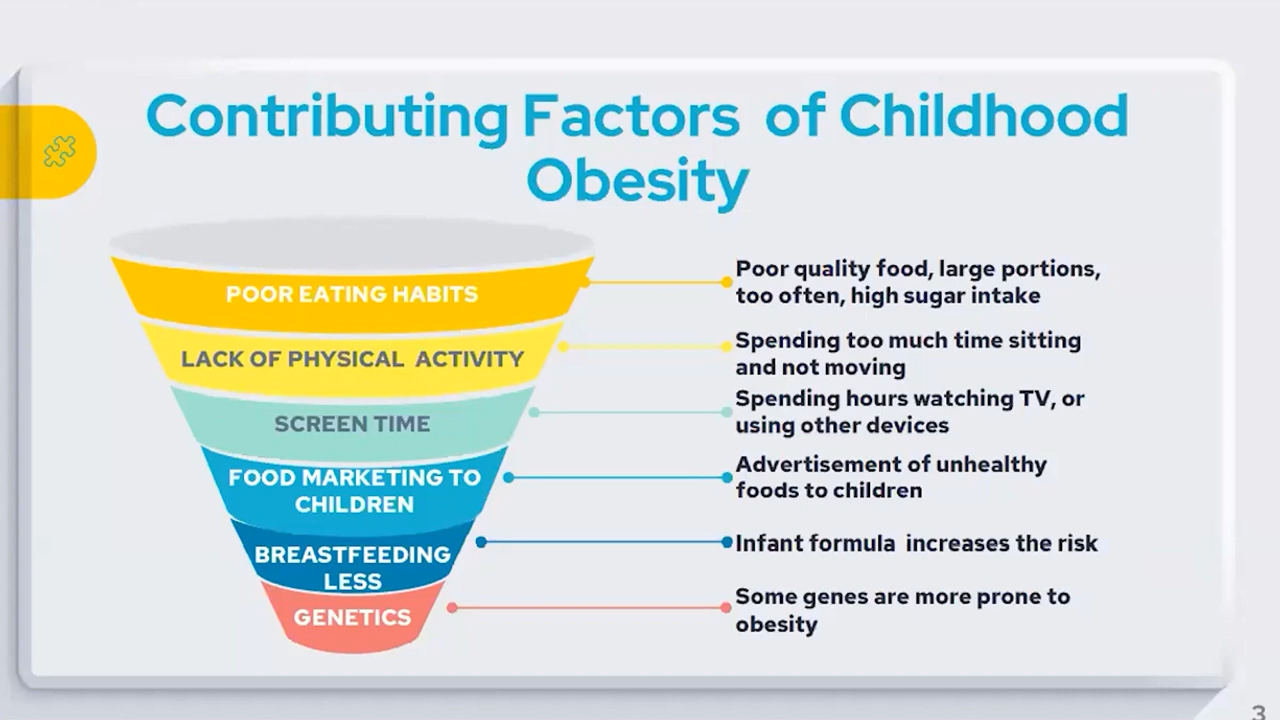 Contributing Factors of Childhood
Obesity
POOR EATING HABITS
Poor quality food, large portions,
too often, high sugar intake
LACK OF PHYSICAL ACTIVITY
Spending too much time sitting
and not moving
SCREEN TIME
Spending hours watching TV, or
using other devices
FOOD MARKETING TO
CHILDREN
Advertisement of unhealthy
foods to children
BREASTFEEDING
LESS
Infant formula increases the risk
GENETICS
Some genes are more prone to
obesity
3